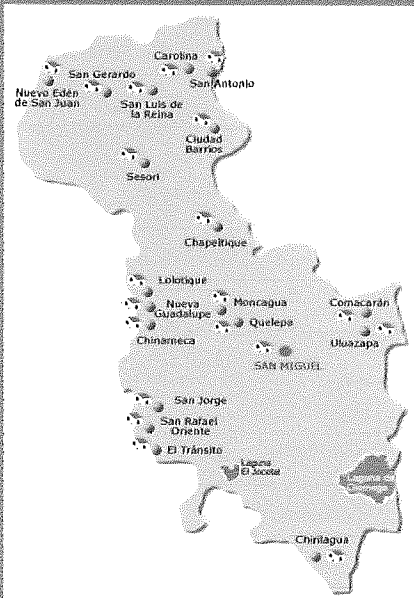 Carolina
San Antonio
San Gerardo
Nuevo Edén
de San Juan
San Luis de
la Reina
Ciudad
Barrios
Sesori
Chapeltique
Lolotique
Nueva
Guadalupe
Moncagua
Quelepa
Chinameca
Comacarán
Uluazapa
SAN MIGUEL
San Jorge
San Rafael
Oriente
El Tránsito
Laguna
El Jocotal
Laguna de
Chirilagua